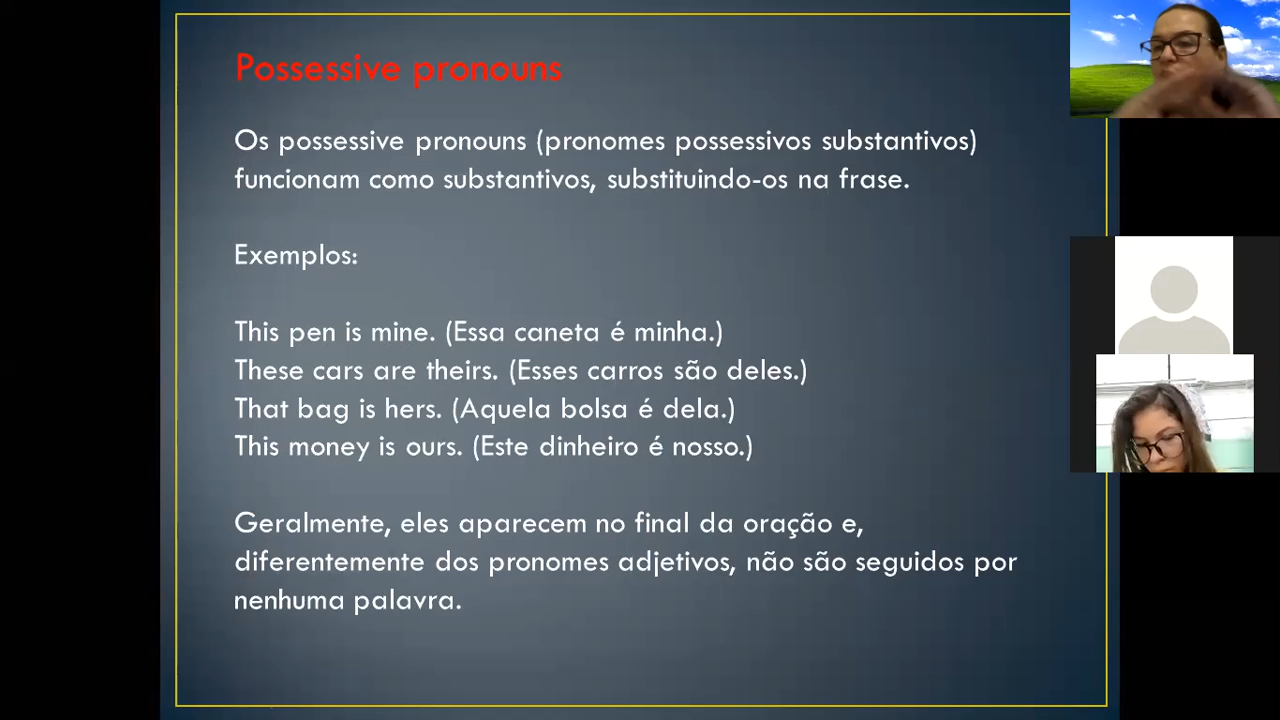 Possessive pronouns
Os possessive pronouns (pronomes possessivos substantivos)
funcionam como substantivos, substituindo-os na frase.
Exemplos:
This pen is mine. (Essa caneta é minha.)
These cars are theirs. (Esses carros são deles.)
That bag is hers. (Aquela bolsa é dela.)
This money is ours. (Este dinheiro é nosso.)
Geralmente, eles aparecem no final da oração e,
diferentemente dos pronomes adjetivos, não são seguidos por
nenhuma palavra.